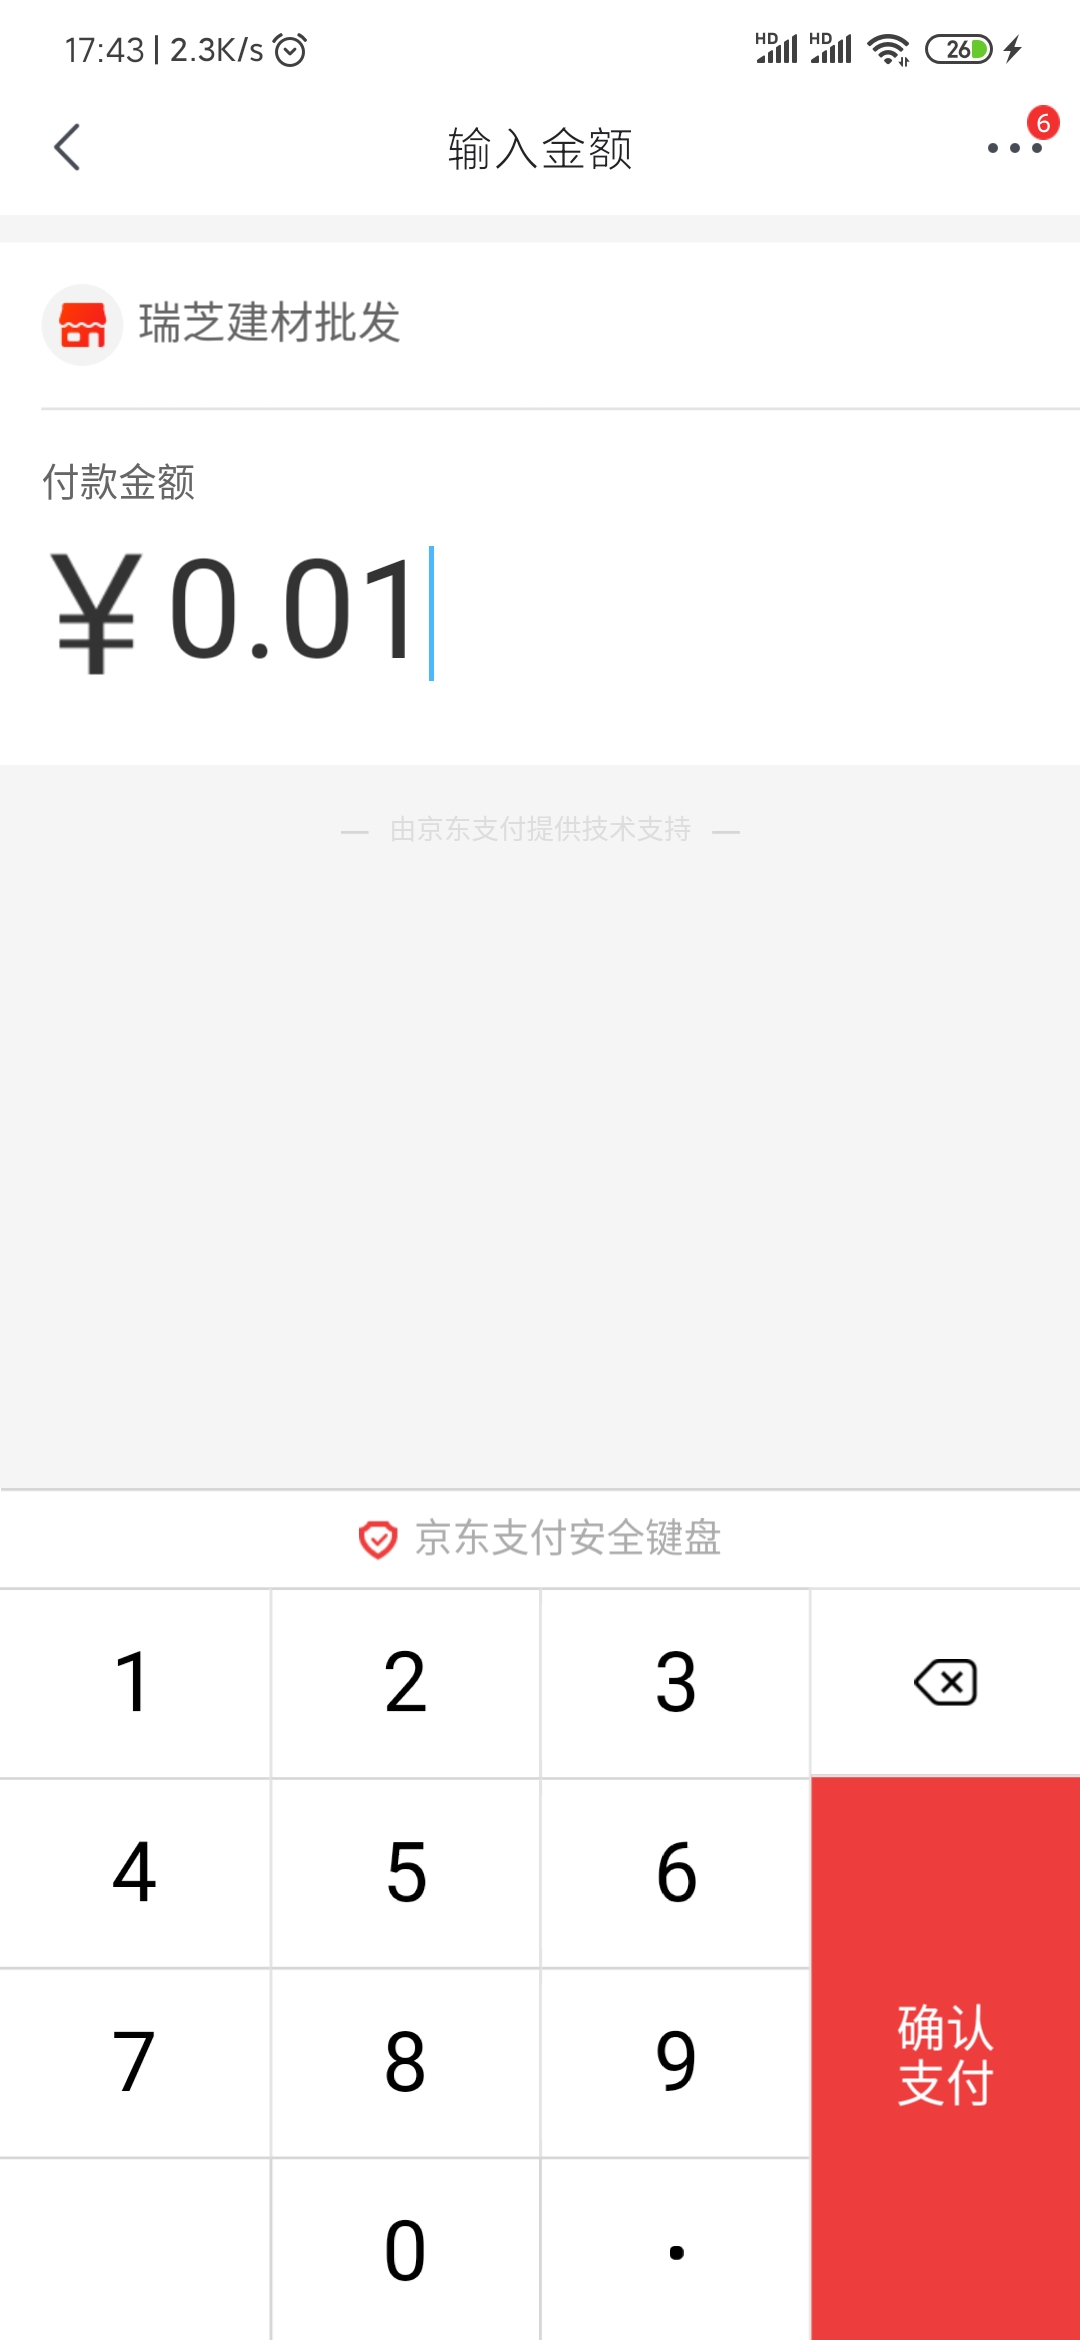 17:43 | 2.3K/s
HD HD 26
输入金额
6
瑞芝建材批发
付款金额
¥0.01
— 由京东支付提供技术支持 —
京东支付安全键盘
1 2 3
4 5 6
7 8 9
确认
支付
0 .